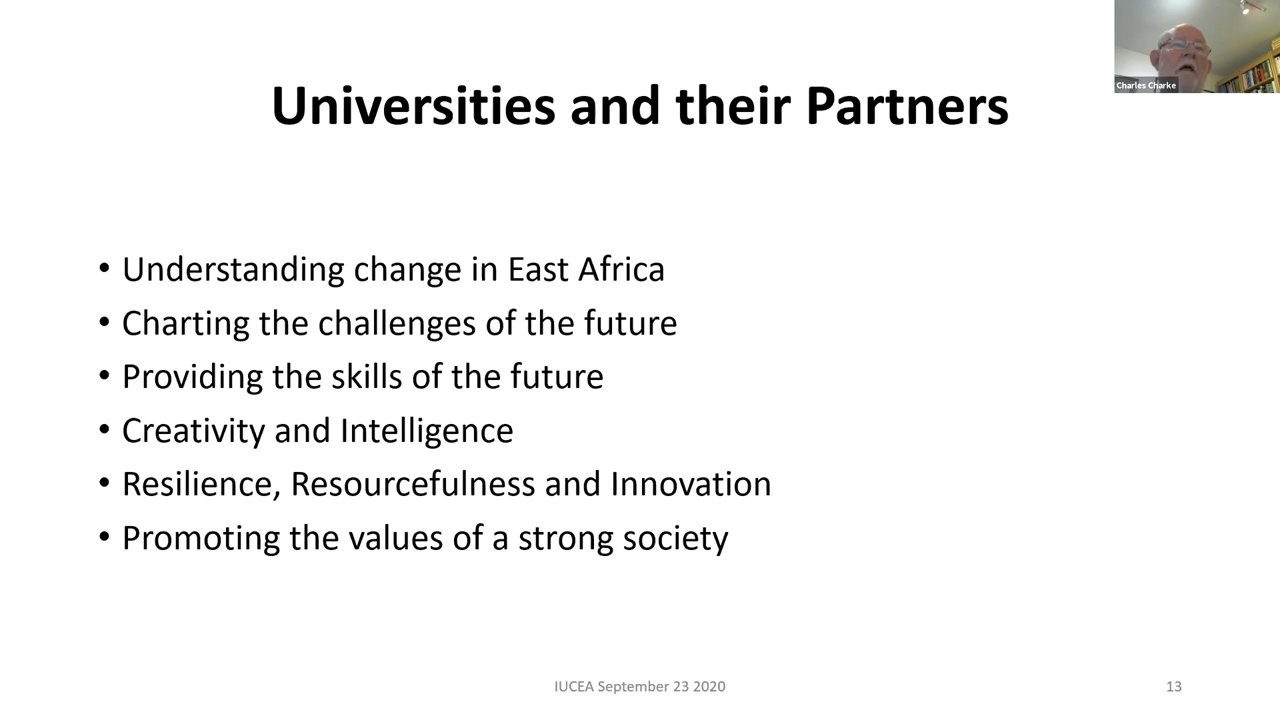 Charles Charke
Universities and their Partners
• Understanding change in East Africa
• Charting the challenges of the future
• Providing the skills of the future
• Creativity and Intelligence
• Resilience, Resourcefulness and Innovation
• Promoting the values of a strong society
IUCEA September 23 2020
13